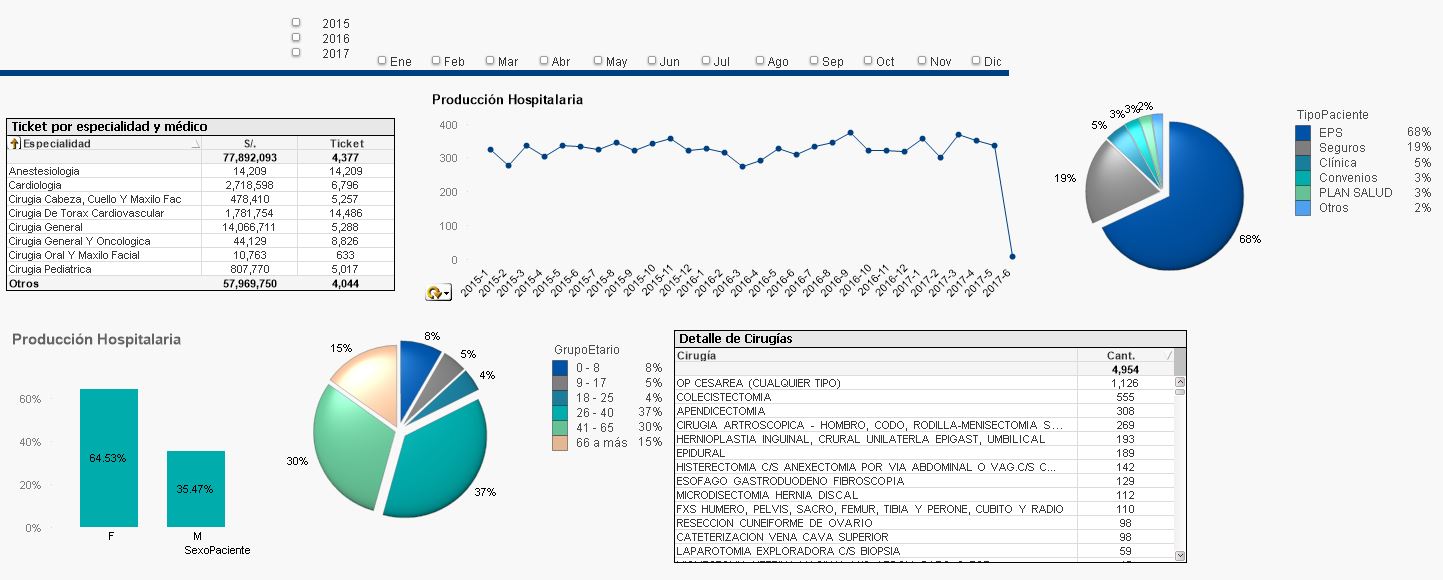 2015
2016
2017
Ene Feb Mar Abr May Jun Jul Ago Sep Oct Nov Dic
Ticket por especialidad y médico
Especialidad S/. Ticket
77,892,093 4,377
Anestesiologia 14,209 14,209
Cardiologia 2,718,598 6,796
Cirugia Cabeza, Cuello Y Maxilo Fac 478,410 5,257
Cirugia De Torax Cardiovascular 1,781,754 14,486
Cirugia General 14,066,711 5,288
Cirugia General Y Oncologica 44,129 8,826
Cirugia Oral Y Maxilo Facial 10,763 633
Cirugia Pediatrica 807,770 5,017
Otros 57,969,750 4,044
Producción Hospitalaria
400
300
200
100
0
2015-1 2015-2 2015-3 2015-4 2015-5 2015-6 2015-7 2015-8 2015-9 2015-10 2015-11 2015-12 2016-1 2016-2 2016-3 2016-4 2016-5 2016-6 2016-7 2016-8 2016-9 2016-10 2016-11 2016-12 2017-1 2017-2 2017-3 2017-4 2017-5 2017-6
5% 3% 3% 2%
19%
68%
TipoPaciente
EPS 68%
Seguros 19%
Clínica 5%
Convenios 3%
PLAN SALUD 3%
Otros 2%
Producción Hospitalaria
60%
40%
20%
0%
64.53%
35.47%
F M
SexoPaciente
8%
5%
4%
37%
30%
15%
GrupoEtario
0 - 8 8%
9 - 17 5%
18 - 25 4%
26 - 40 37%
41 - 65 30%
66 a más 15%
Detalle de Cirugías
Cirugía Cant.
4,954
OP CESAREA (CUALQUIER TIPO) 1,126
COLECISTECTOMIA 555
APENDICECTOMIA 308
CIRUGIA ARTROSCOPICA - HOMBRO, CODO, RODILLA-MENISECTOMIA S... 269
HERNIOPLASTIA INGUINAL, CRURAL UNILATERLA EPIGAST, UMBILICAL 193
EPIDURAL 189
HISTERECTOMIA C/S ANEXECTOMIA POR VIA ABDOMINAL O VAG.C/S C... 142
ESOFAGO GASTRODUODENO FIBROSCOPIA 129
MICRODISECTOMIA HERNIA DISCAL 112
FXS HUMERO, PELVIS, SACRO, FEMUR, TIBIA Y PERONE, CUBITO Y RADIO 110
RESECCION CUNEIFORME DE OVARIO 98
CATETERIZACION VENA CAVA SUPERIOR 98
LAPAROTOMIA EXPLORADORA C/S BIOPSIA 59